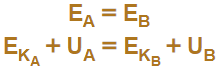 E_A = E_B
E_{K_A} + U_A = E_{K_B} + U_B